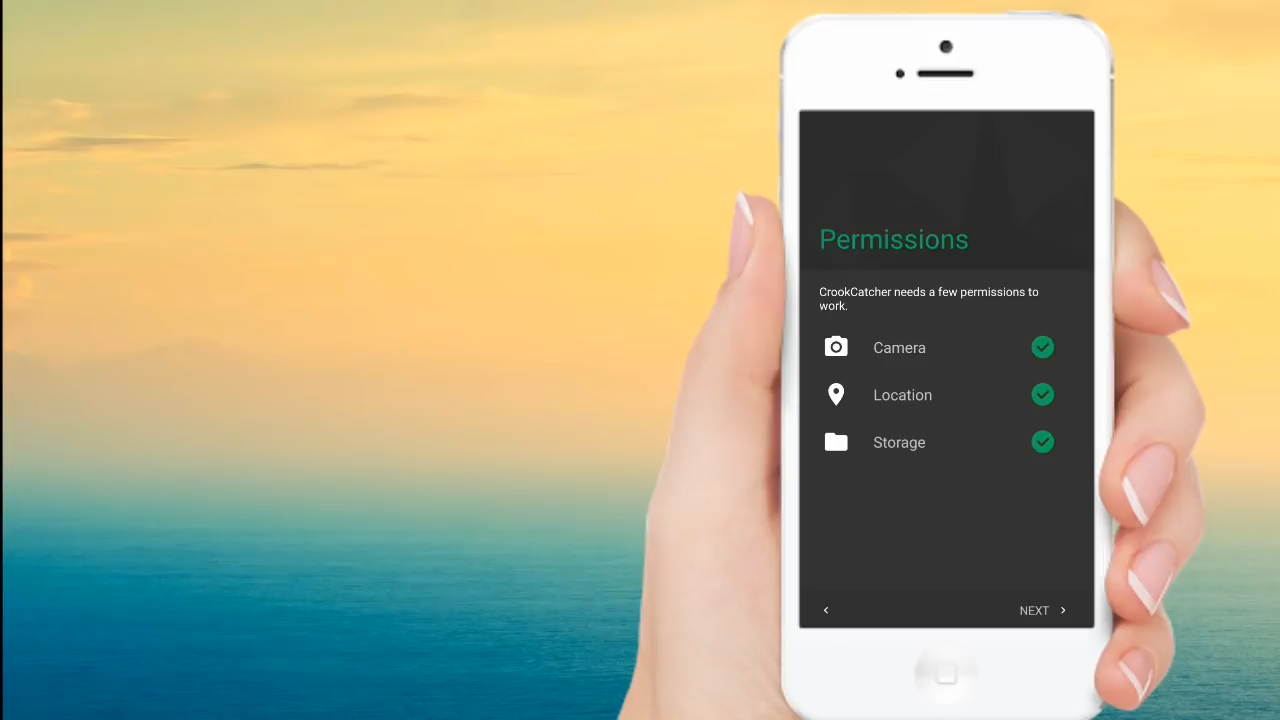 Permissions
CrookCatcher needs a few permissions to
work.
Camera
Location
Storage
NEXT